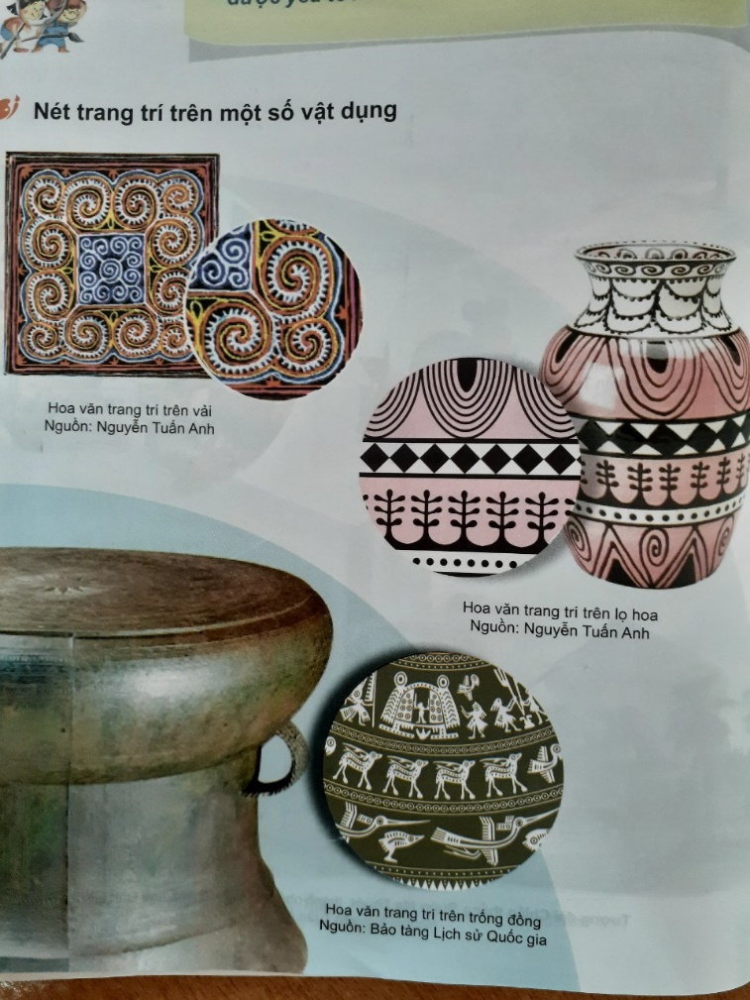 Nét trang trí trên một số vật dụng
Hoa văn trang trí trên vải
Nguồn: Nguyễn Tuấn Anh
Hoa văn trang trí trên lọ hoa
Nguồn: Nguyễn Tuấn Anh
Hoa văn trang trí trên trống đồng
Nguồn: Bảo tàng Lịch sử Quốc gia